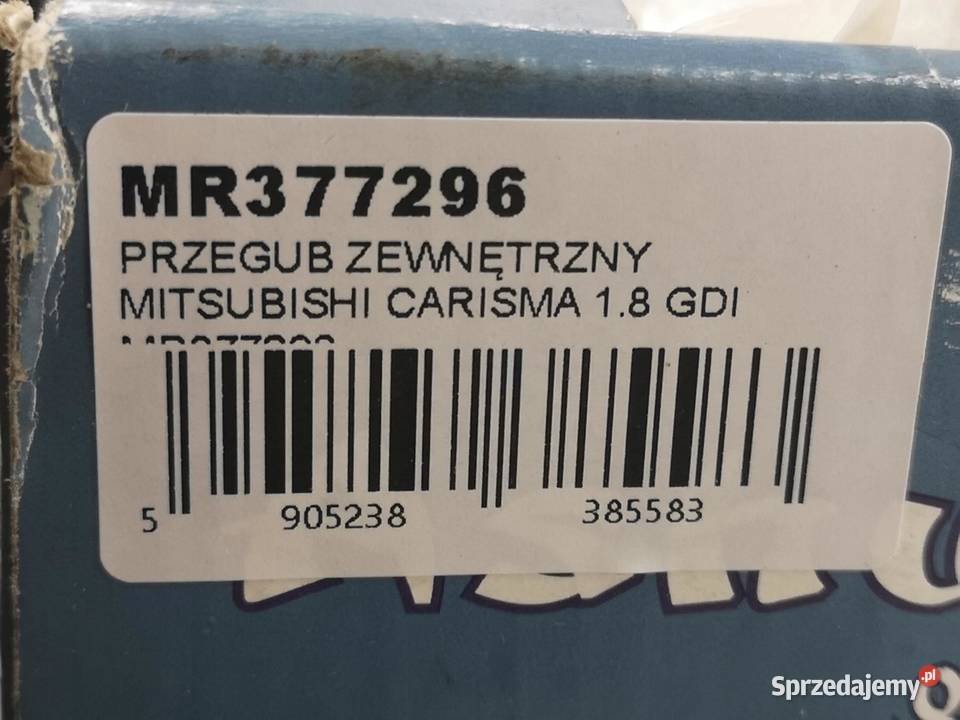 MR377296
PRZEGUB ZEWNĘTRZNY
MITSUBISHI CARISMA 1.8 GDI
5 905238 385583
Sprzedajemy.pl